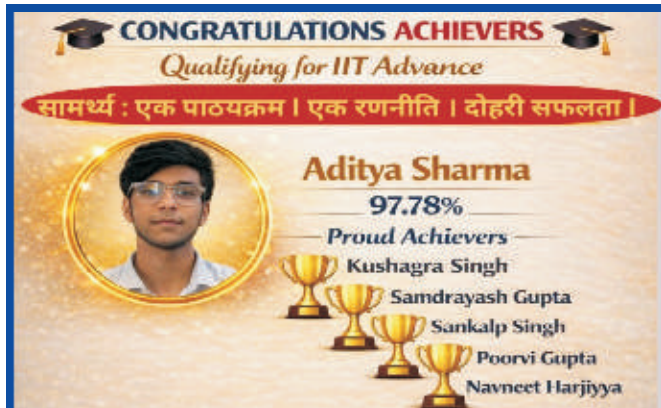 CONGRATULATIONS ACHIEVERS
Qualifying for IIT Advance
सामर्थ्य : एक पाठयक्रम । एक रणनीति । दोहरी सफलता ।
Aditya Sharma
97.78%
Proud Achievers
Kushagra Singh
Samdrayash Gupta
Sankalp Singh
Poorvi Gupta
Navneet Harjiyya